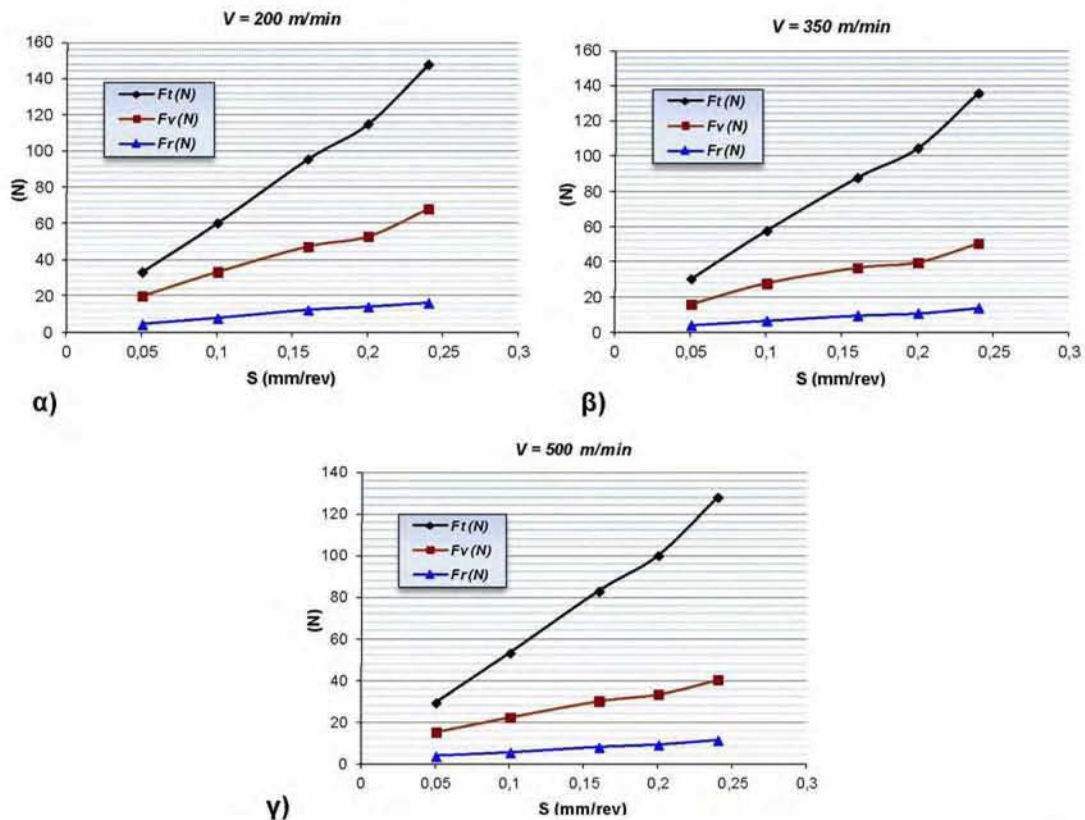 V = 200 m/min
160
140
120
100
80
60
40
20
0
(N)
Ft(N)
Fv(N)
Fr(N)
0 0,05 0,1 0,15 0,2 0,25 0,3
S (mm/rev)
α)
V = 350 m/min
160
140
120
100
80
60
40
20
0
(N)
Ft(N)
Fv(N)
Fr(N)
0 0,05 0,1 0,15 0,2 0,25 0,3
S (mm/rev)
β)
V = 500 m/min
140
120
100
80
60
40
20
0
(N)
Ft(N)
Fv(N)
Fr(N)
0 0,05 0,1 0,15 0,2 0,25 0,3
S (mm/rev)
γ)